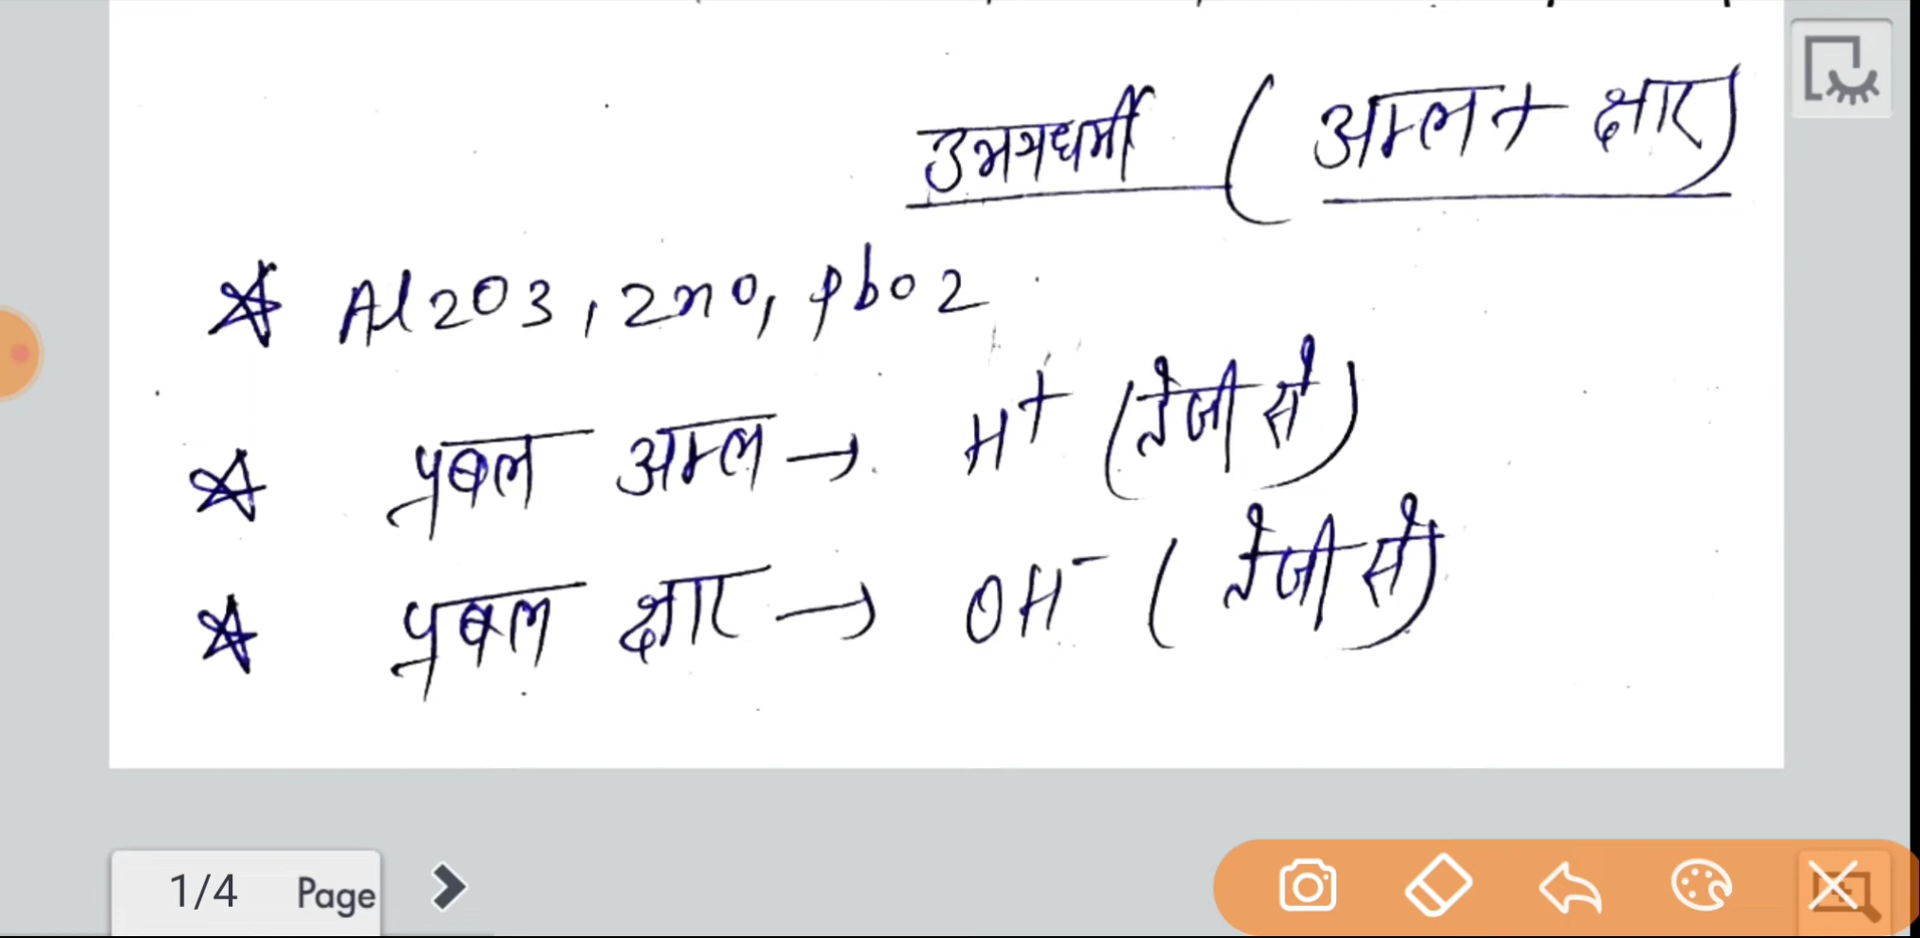 उभयधर्मी ( अम्ल + क्षार)
☆ Al2O3, Zno, pbo2
☆ प्रबल अम्ल → H+ (तेजी से)
☆ प्रबल क्षार → OH- ( तेजी से)
1/4 Page